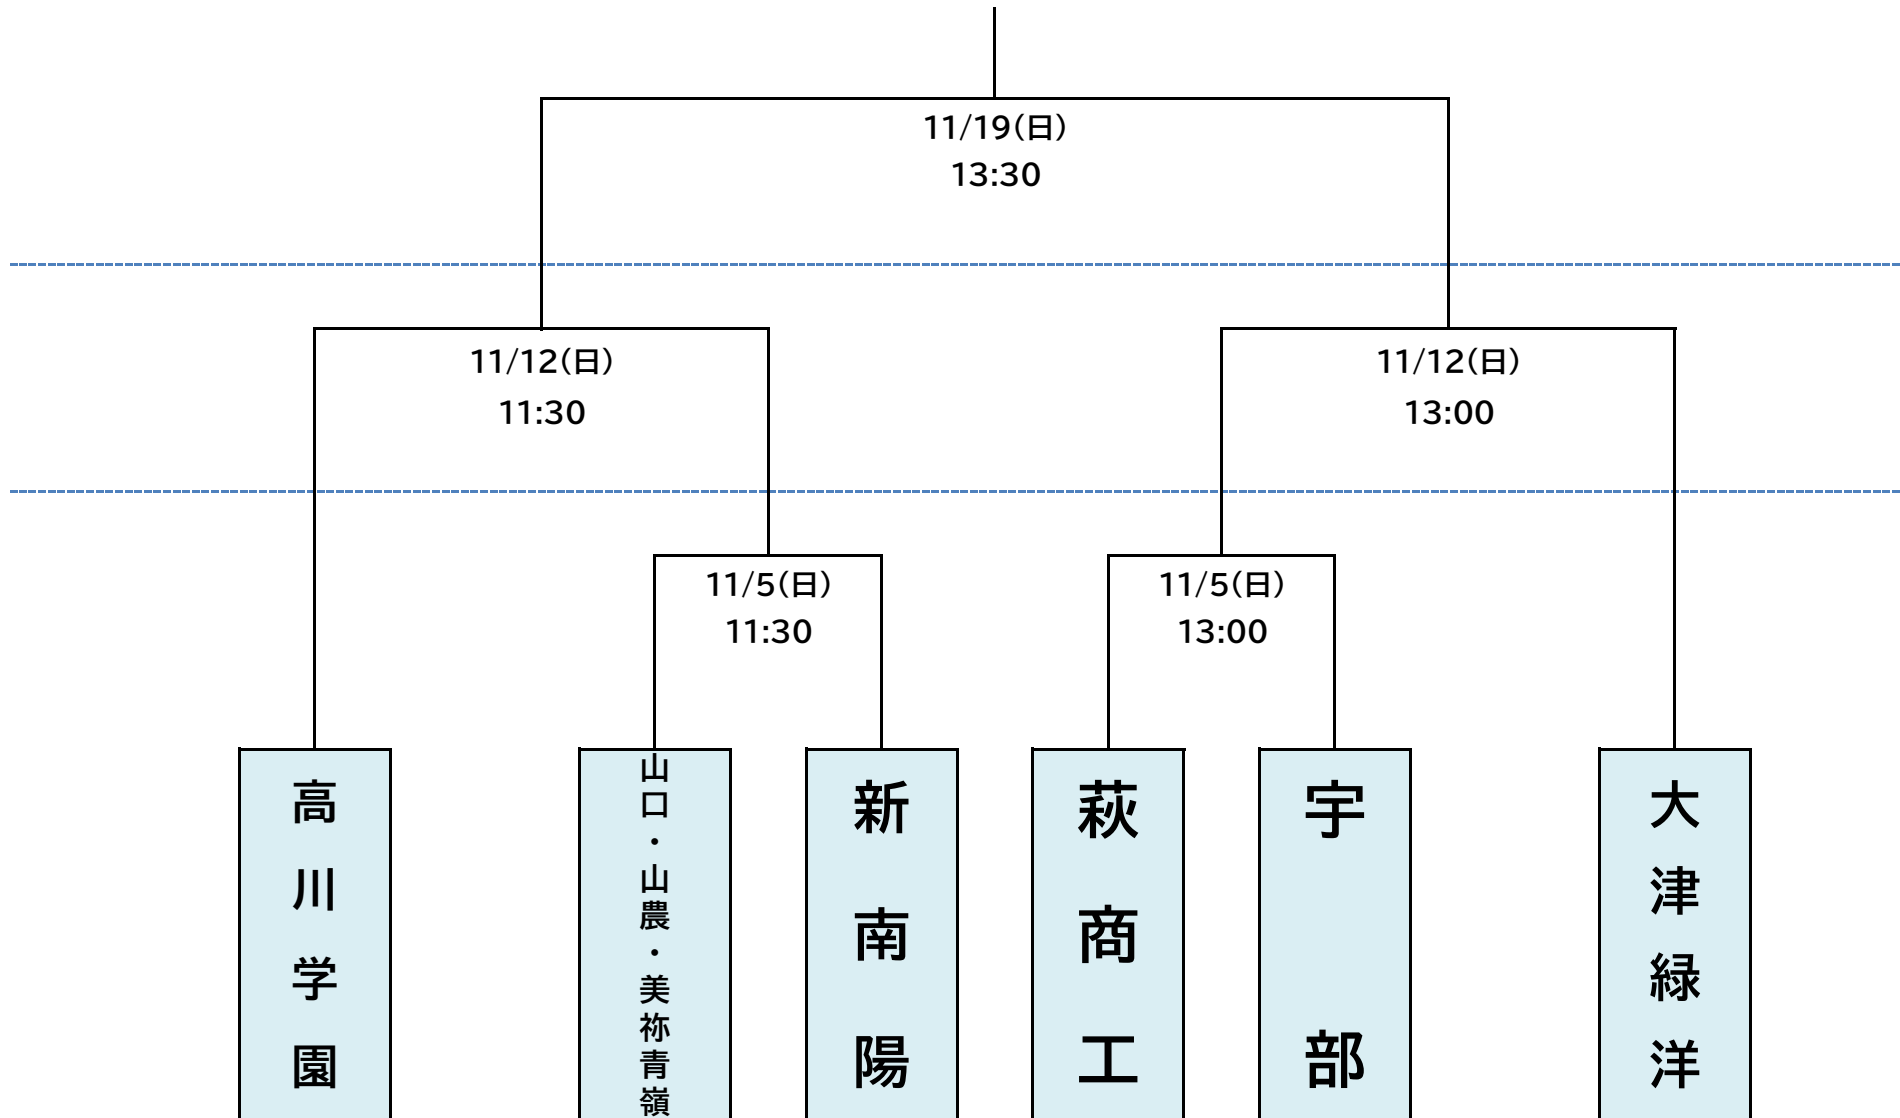 11/19(日)
13:30
11/12(日)
11:30
11/12(日)
13:00
11/5(日)
11:30
11/5(日)
13:00
高川学園
山口・山農・美祢青嶺
新南陽
萩商工
宇部
大津緑洋